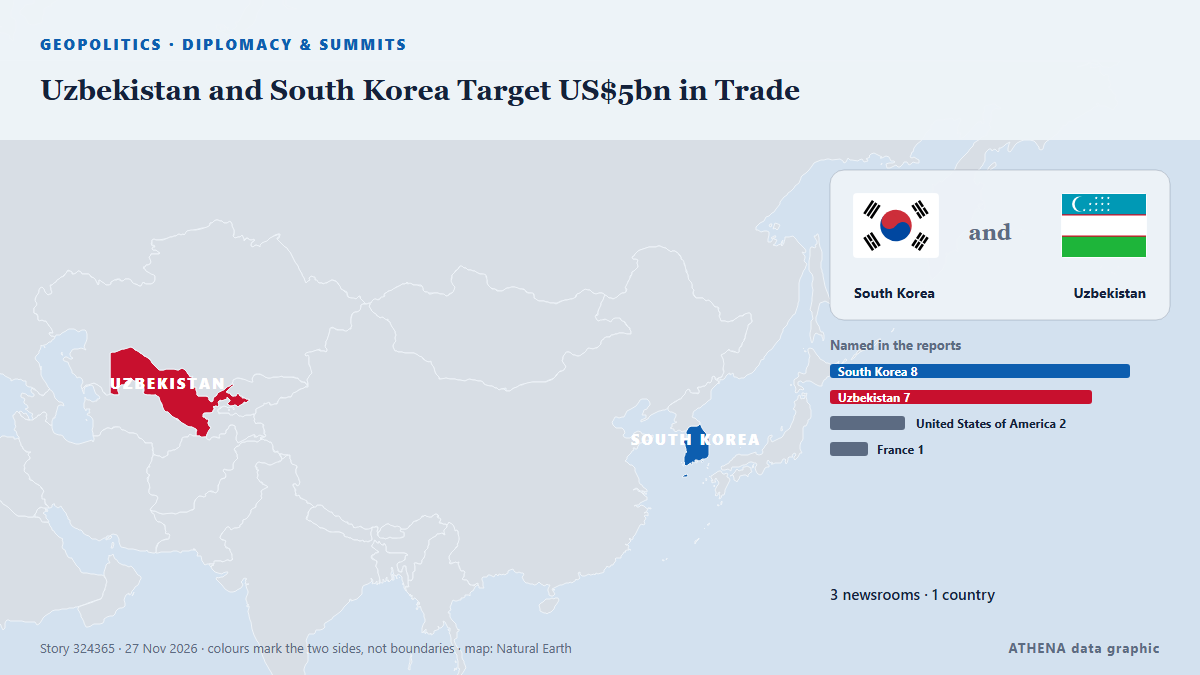 GEOPOLITICS · DIPLOMACY & SUMMITS
Uzbekistan and South Korea Target US$5bn in Trade
UZBEKISTAN
SOUTH KOREA
and
South Korea
Uzbekistan
Named in the reports
South Korea 8
Uzbekistan 7
United States of America 2
France 1
3 newsrooms · 1 country
Story 324365 · 27 Nov 2026 · colours mark the two sides, not boundaries · map: Natural Earth
ATHENA data graphic